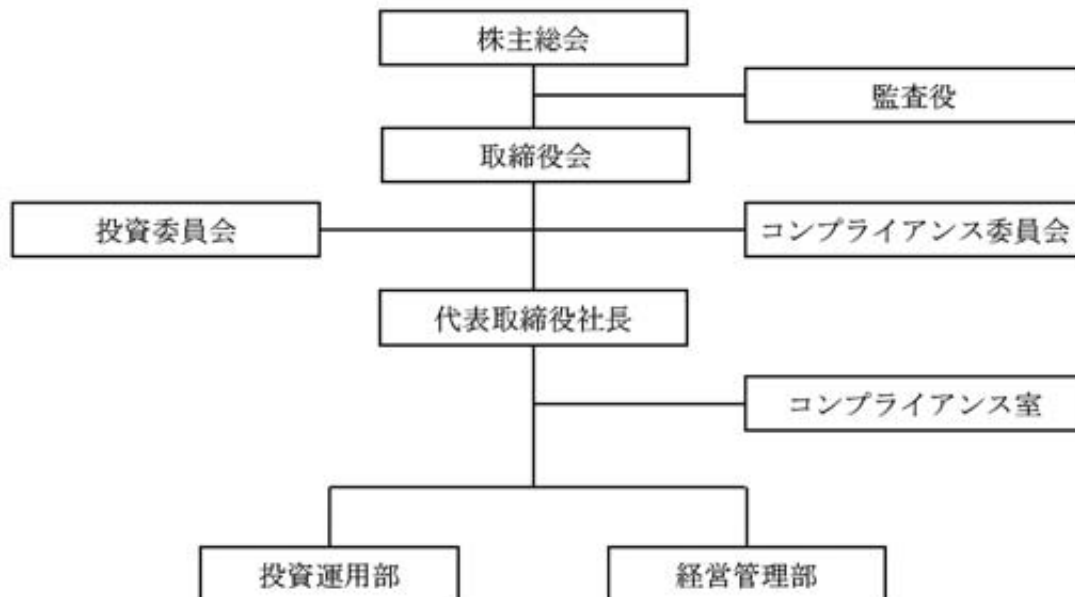 株主総会
監査役
取締役会
投資委員会
コンプライアンス委員会
代表取締役社長
コンプライアンス室
投資運用部
経営管理部